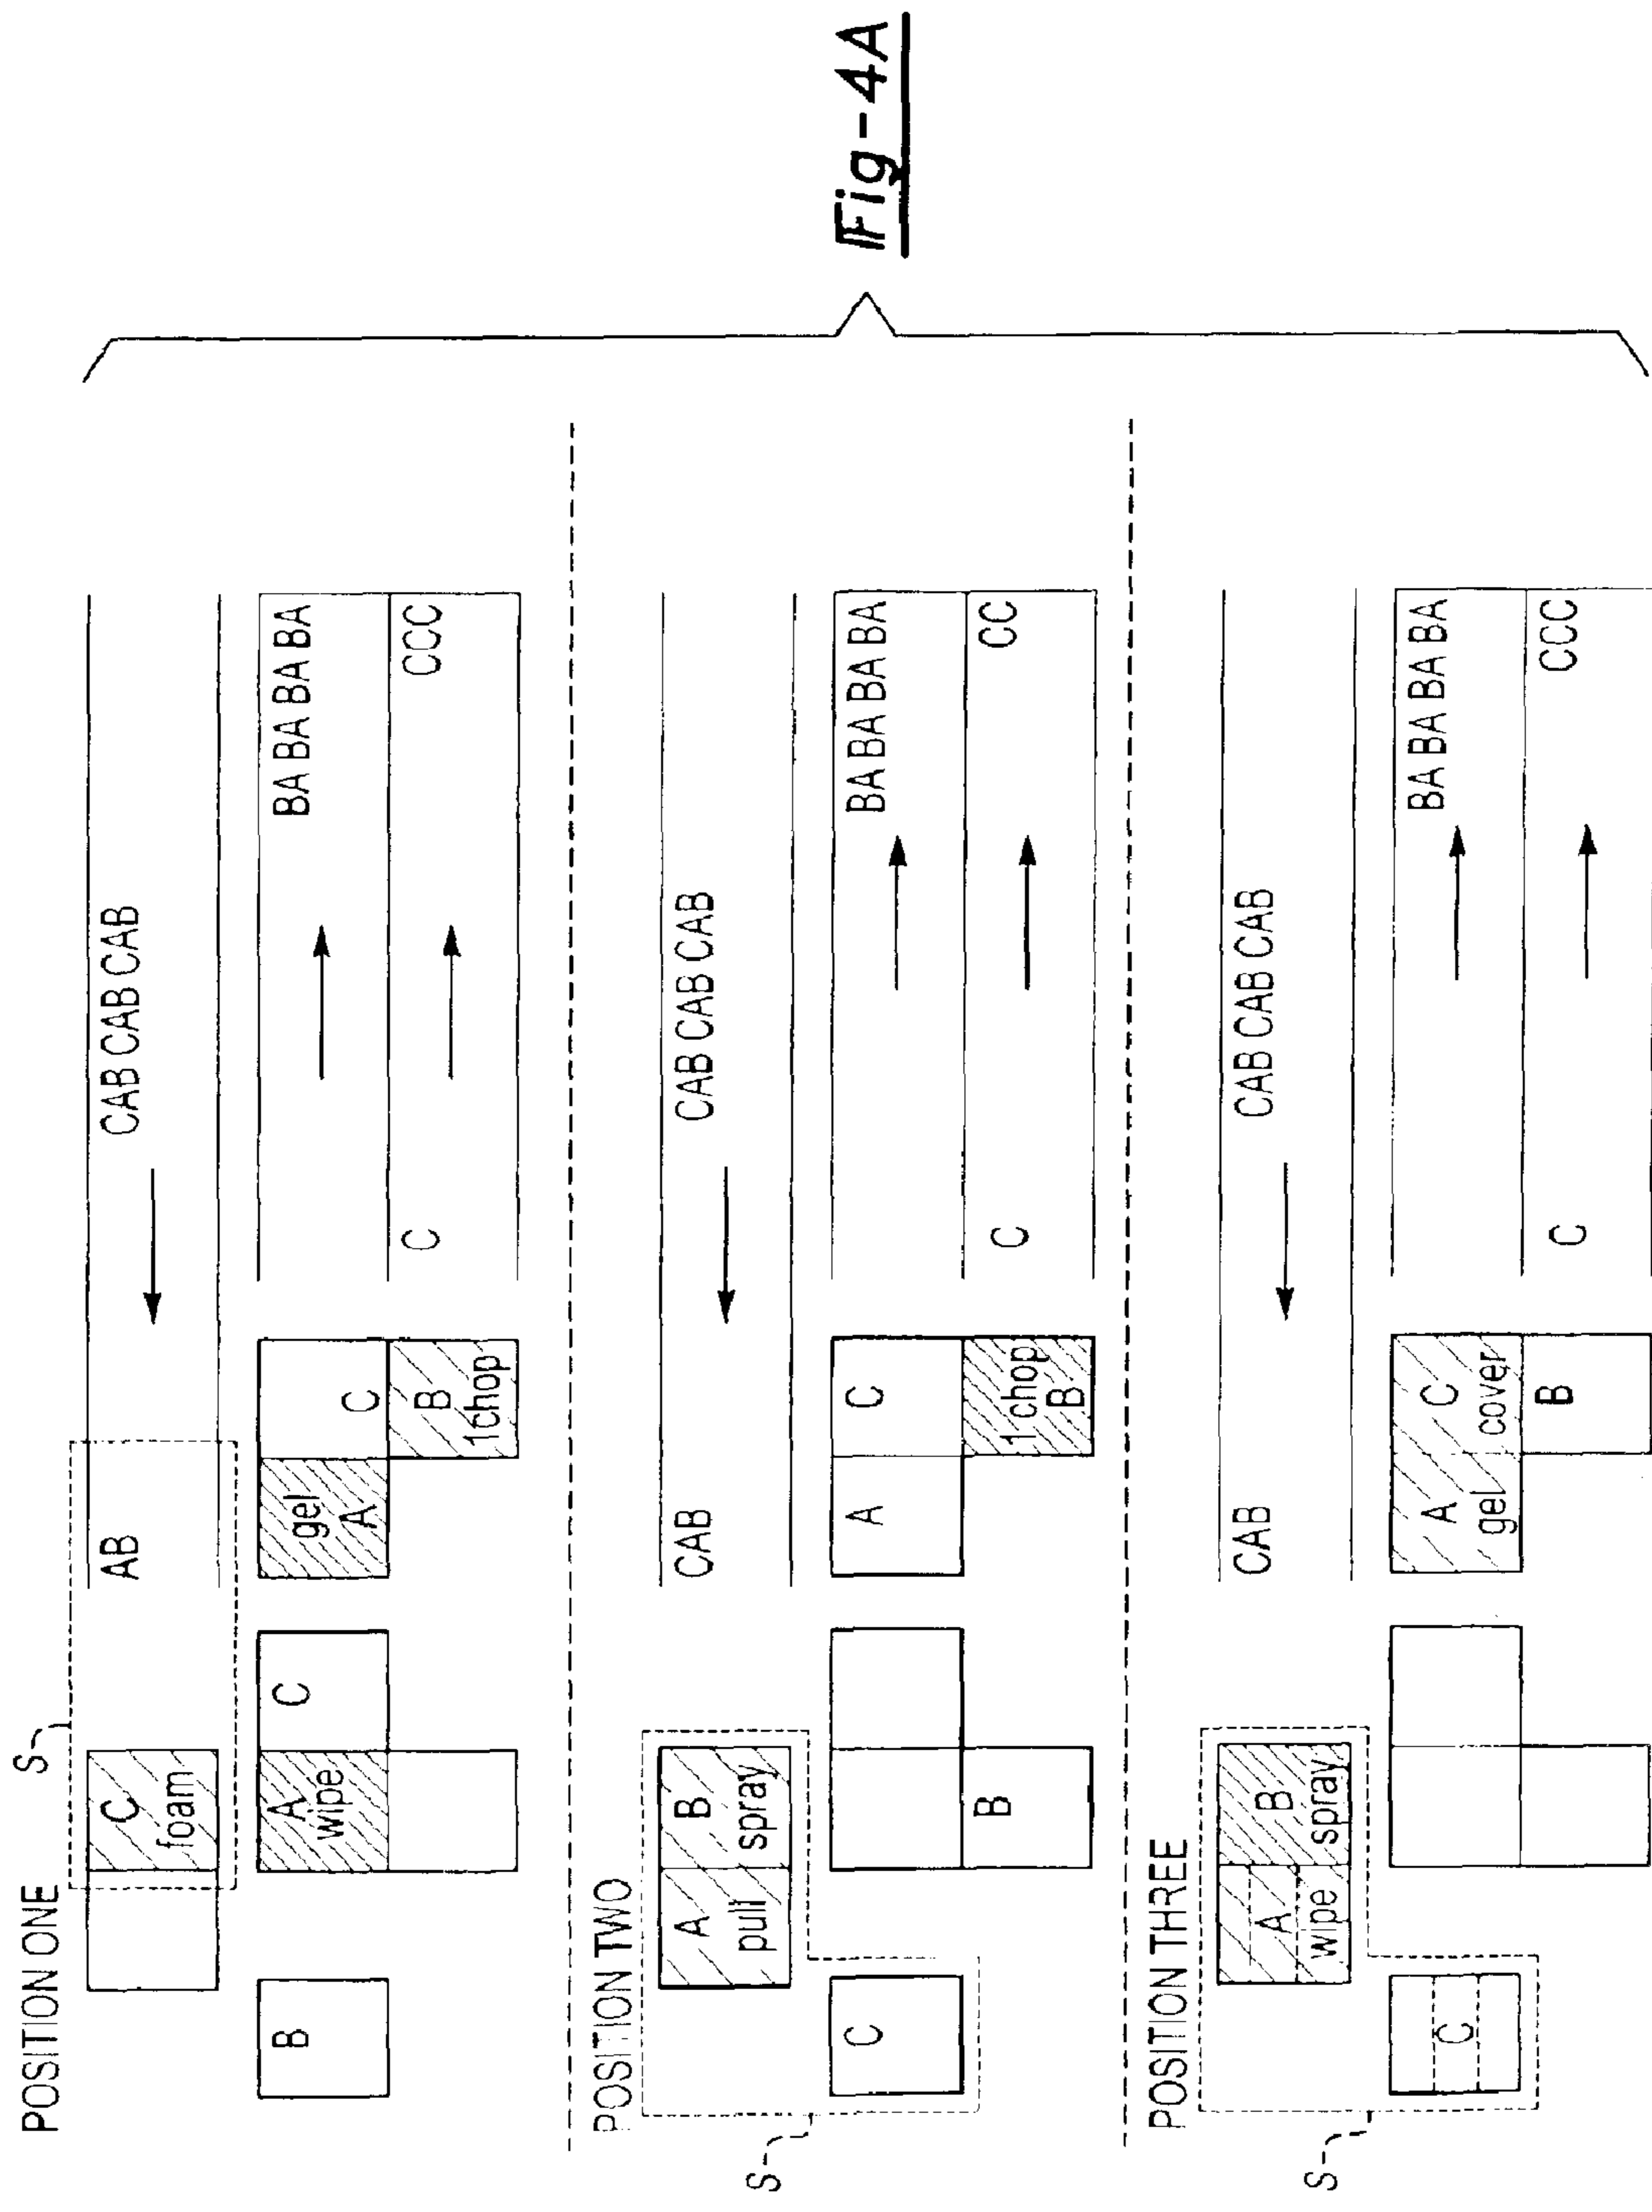 POSITION ONE
S
C
foam
AB
CAB CAB CAB
B
A
wipe
C
gel
A
C
B
1chop
BA BA BA BA
C
CCC
POSITION TWO
S
A
pull
B
spray
CAB
CAB CAB CAB
C
B
A
C
1 chop
B
BA BA BA BA
C
CC
POSITION THREE
S
A
wipe
B
spray
CAB
CAB CAB CAB
C
A
gel
C
cover
B
BA BA BA BA
C
CCC
Fig-4A